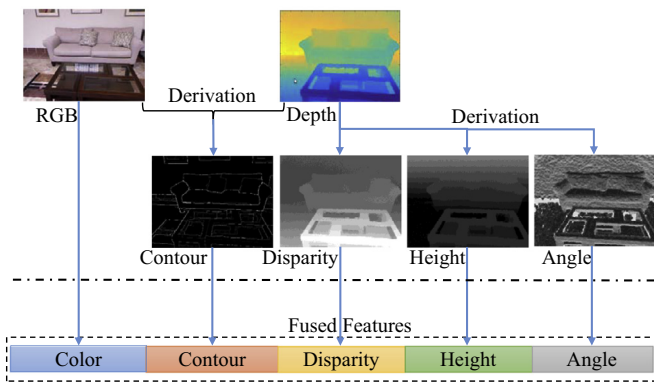 Derivation
RGB
Depth
Derivation
Contour
Disparity
Height
Angle
Fused Features
Color
Contour
Disparity
Height
Angle